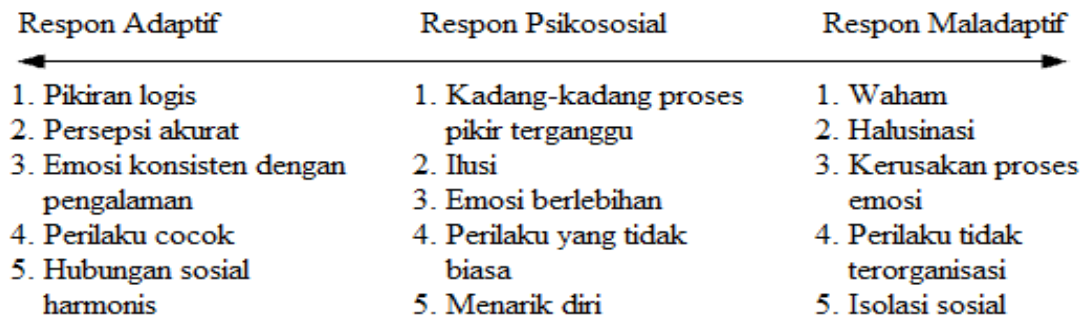 Respon Adaptif
Respon Psikososial
Respon Maladaptif
1. Pikiran logis
2. Persepsi akurat
3. Emosi konsisten dengan
pengalaman
4. Perilaku cocok
5. Hubungan sosial
harmonis
1. Kadang-kadang proses
pikir terganggu
2. Ilusi
3. Emosi berlebihan
4. Perilaku yang tidak
biasa
5. Menarik diri
1. Waham
2. Halusinasi
3. Kerusakan proses
emosi
4. Perilaku tidak
terorganisasi
5. Isolasi sosial